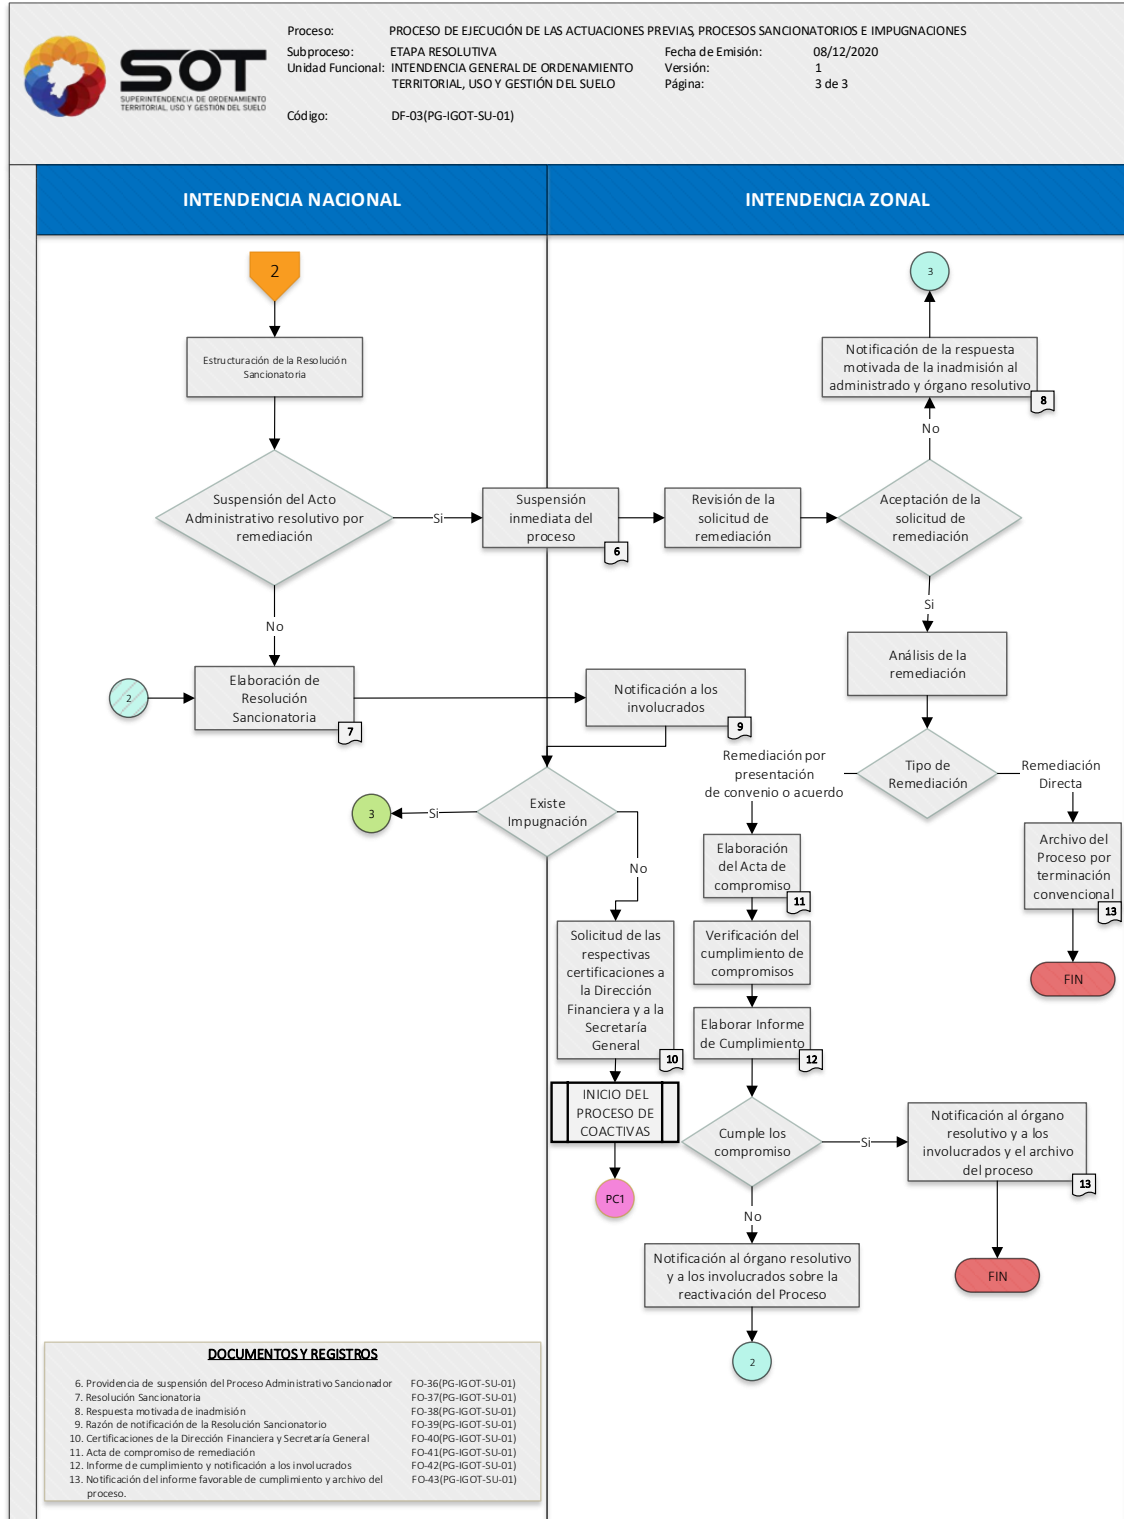 SOT
SUPERINTENDENCIA DE ORDENAMIENTO
TERRITORIAL, USO Y GESTIÓN DEL SUELO
Proceso: PROCESO DE EJECUCIÓN DE LAS ACTUACIONES PREVIAS, PROCESOS SANCIONATORIOS E IMPUGNACIONES
Subproceso: ETAPA RESOLUTIVA Fecha de Emisión: 08/12/2020
Unidad Funcional: INTENDENCIA GENERAL DE ORDENAMIENTO Versión: 1
TERRITORIAL, USO Y GESTIÓN DEL SUELO Página: 3 de 3
Código: DF-03(PG-IGOT-SU-01)
INTENDENCIA NACIONAL
INTENDENCIA ZONAL
2
Estructuración de la Resolución
Sancionatoria
Suspensión del Acto
Administrativo resolutivo por
remediación
Si
Suspensión
inmediata del
proceso
6
Revisión de la
solicitud de
remediación
Aceptación de la
solicitud de
remediación
No
Notificación de la respuesta
motivada de la inadmisión al
administrado y órgano resolutivo
8
3
Si
Análisis de la
remediación
Tipo de
Remediación
Remediación
Directa
Archivo del
Proceso por
terminación
convencional
13
FIN
Remediación por
presentación
de convenio o acuerdo
Elaboración
del Acta de
compromiso
11
Verificación del
cumplimiento de
compromisos
Elaborar Informe
de Cumplimiento
12
Cumple los
compromiso
Si
Notificación al órgano
resolutivo y a los
involucrados y el archivo
del proceso
13
FIN
No
Notificación al órgano resolutivo
y a los involucrados sobre la
reactivación del Proceso
2
No
2
Elaboración de
Resolución
Sancionatoria
7
Notificación a los
involucrados
9
Existe
Impugnación
Si
3
No
Solicitud de las
respectivas
certificaciones a
la Dirección
Financiera y a la
Secretaría
General
10
INICIO DEL
PROCESO DE
COACTIVAS
PC1
DOCUMENTOS Y REGISTROS
6. Providencia de suspensión del Proceso Administrativo Sancionador FO-36(PG-IGOT-SU-01)
7. Resolución Sancionatoria FO-37(PG-IGOT-SU-01)
8. Respuesta motivada de inadmisión FO-38(PG-IGOT-SU-01)
9. Razón de notificación de la Resolución Sancionatorio FO-39(PG-IGOT-SU-01)
10. Certificaciones de la Dirección Financiera y Secretaría General FO-40(PG-IGOT-SU-01)
11. Acta de compromiso de remediación FO-41(PG-IGOT-SU-01)
12. Informe de cumplimiento y notificación a los involucrados FO-42(PG-IGOT-SU-01)
13. Notificación del informe favorable de cumplimiento y archivo del FO-43(PG-IGOT-SU-01)
proceso.